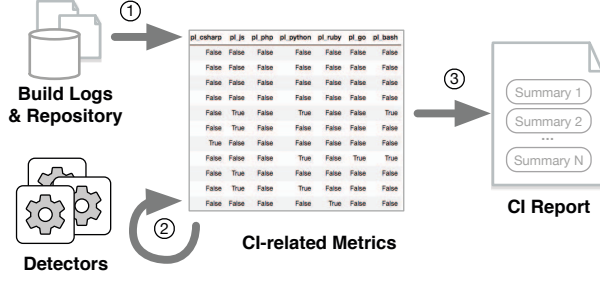 1
Build Logs
& Repository
pl_csharp pl_js pl_php pl_python pl_ruby pl_go pl_bash
False False False False False False False
False False False False False False False
False False False False False False False
False False False False False False False
False True False True False False True
False True False False False False False
True False False False False False False
False False False True False True True
False True False False False False False
False True False True False False False
False False False False True False False
3
Summary 1
Summary 2
...
Summary N
CI Report
2
Detectors
CI-related Metrics